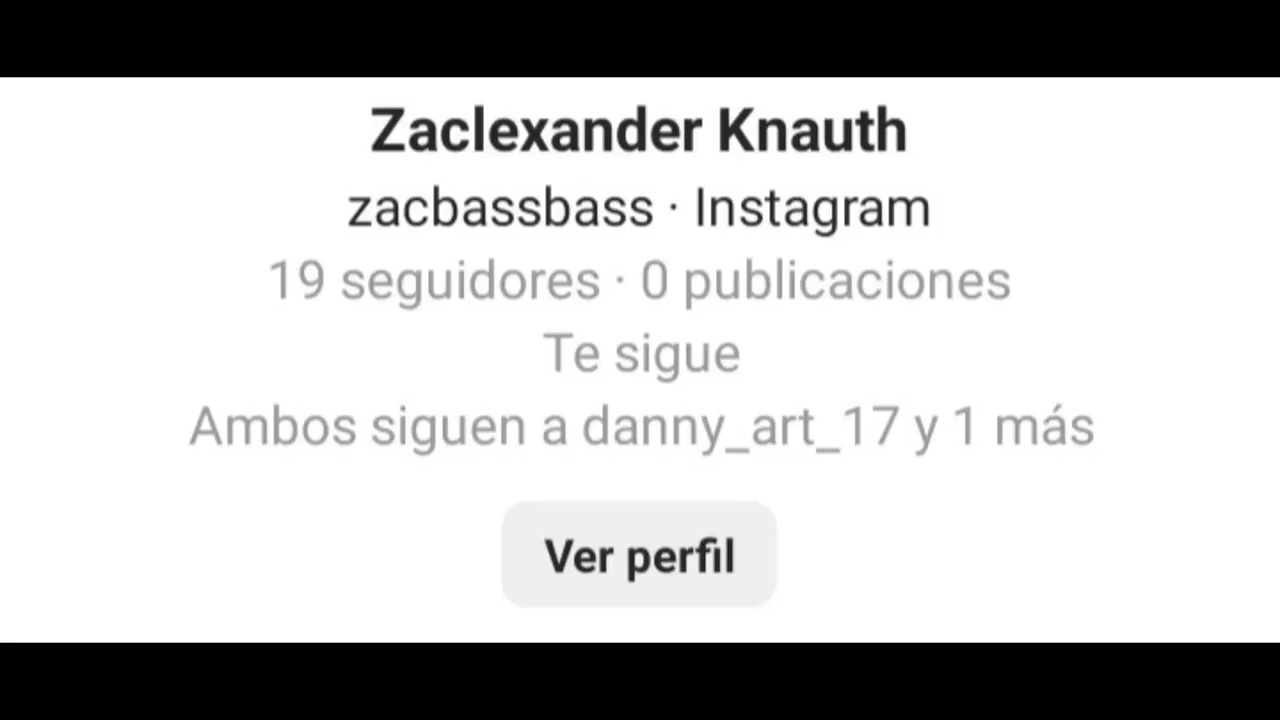 Zaclexander Knauth
zacbassbass · Instagram
19 seguidores · 0 publicaciones
Te sigue
Ambos siguen a danny_art_17 y 1 más
Ver perfil